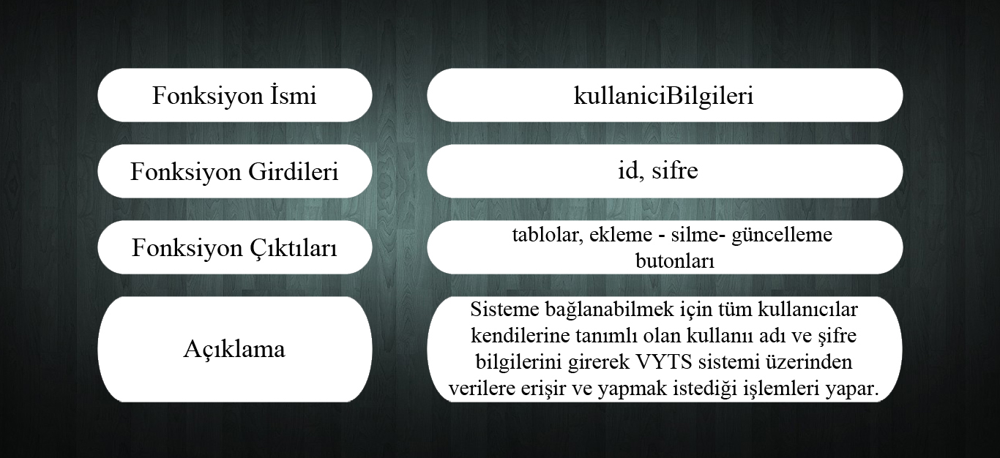 Fonksiyon İsmi
kullaniciBilgileri
Fonksiyon Girdileri
id, sifre
Fonksiyon Çıktıları
tablolar, ekleme - silme- güncelleme
butonları
Açıklama
Sisteme bağlanabilmek için tüm kullanıcılar
kendilerine tanımlı olan kullanıı adı ve şifre
bilgilerini girerek VYTS sistemi üzerinden
verilere erişir ve yapmak istediği işlemleri yapar.